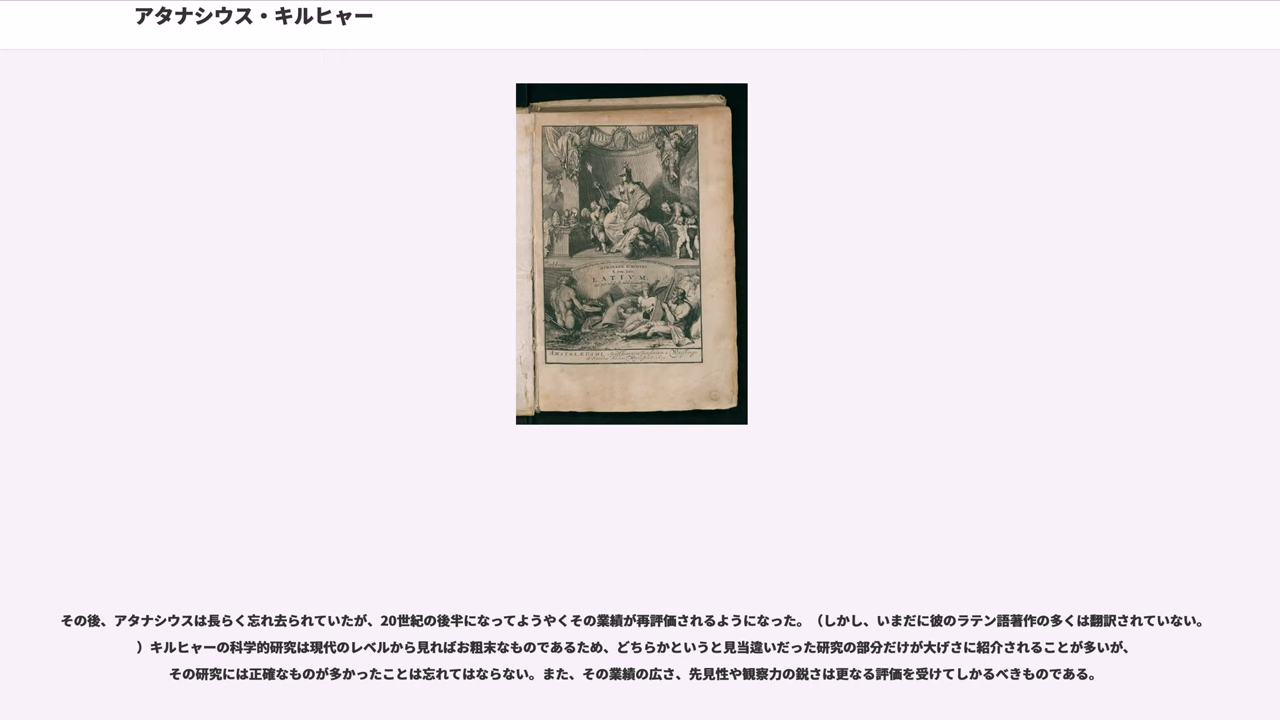 アタナシウス・キルヒャー
LATIVM,
その後、アタナシウスは長らく忘れ去られていたが、20世紀の後半になってようやくその業績が再評価されるようになった。（しかし、いまだに彼のラテン語著作の多くは翻訳されていない。
）キルヒャーの科学的研究は現代のレベルから見ればお粗末なものであるため、どちらかというと見当違いだった研究の部分だけが大げさに紹介されることが多いが、
その研究には正確なものが多かったことは忘れてはならない。また、その業績の広さ、先見性や観察力の鋭さは更なる評価を受けてしかるべきものである。